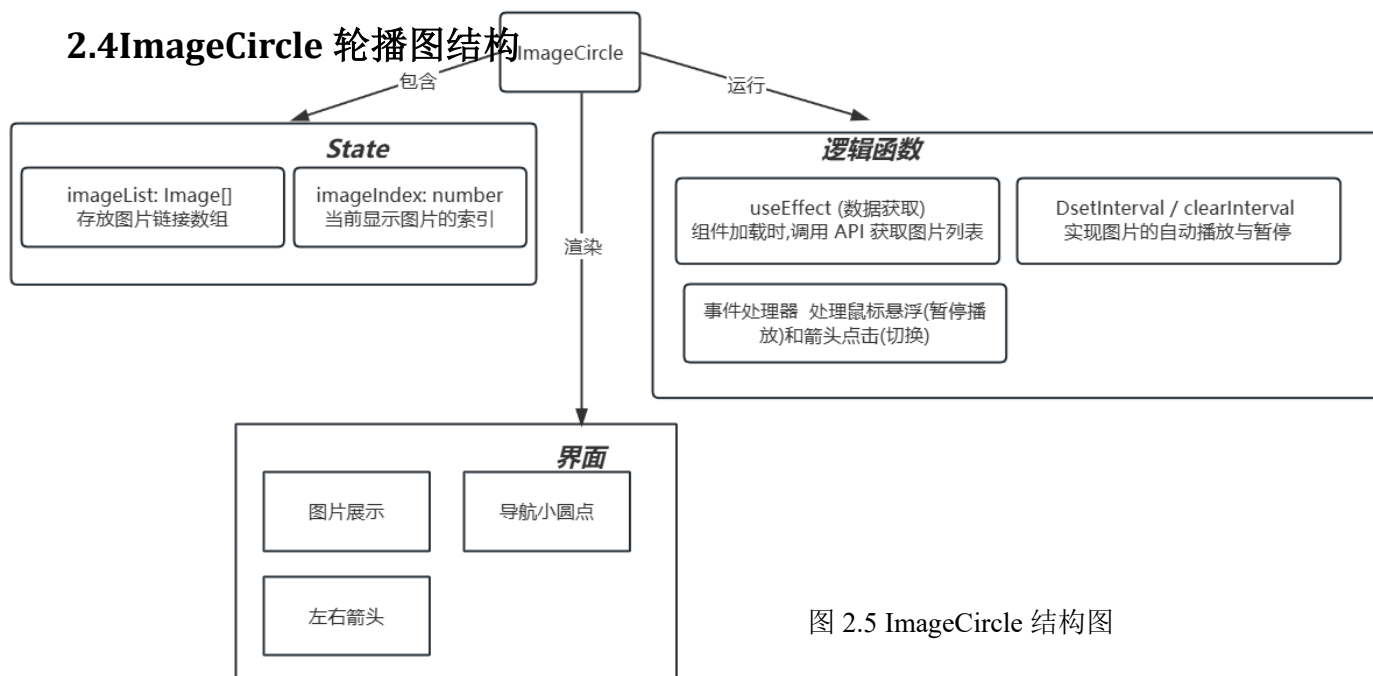 2.4ImageCircle 轮播图结构
ImageCircle
包含
运行
渲染
State
imageList: Image[]
存放图片链接数组
imageIndex: number
当前显示图片的索引
逻辑函数
useEffect (数据获取)
组件加载时,调用 API 获取图片列表
DsetInterval / clearInterval
实现图片的自动播放与暂停
事件处理器 处理鼠标悬浮(暂停播
放)和箭头点击(切换)
界面
图片展示
导航小圆点
左右箭头
图 2.5 ImageCircle 结构图